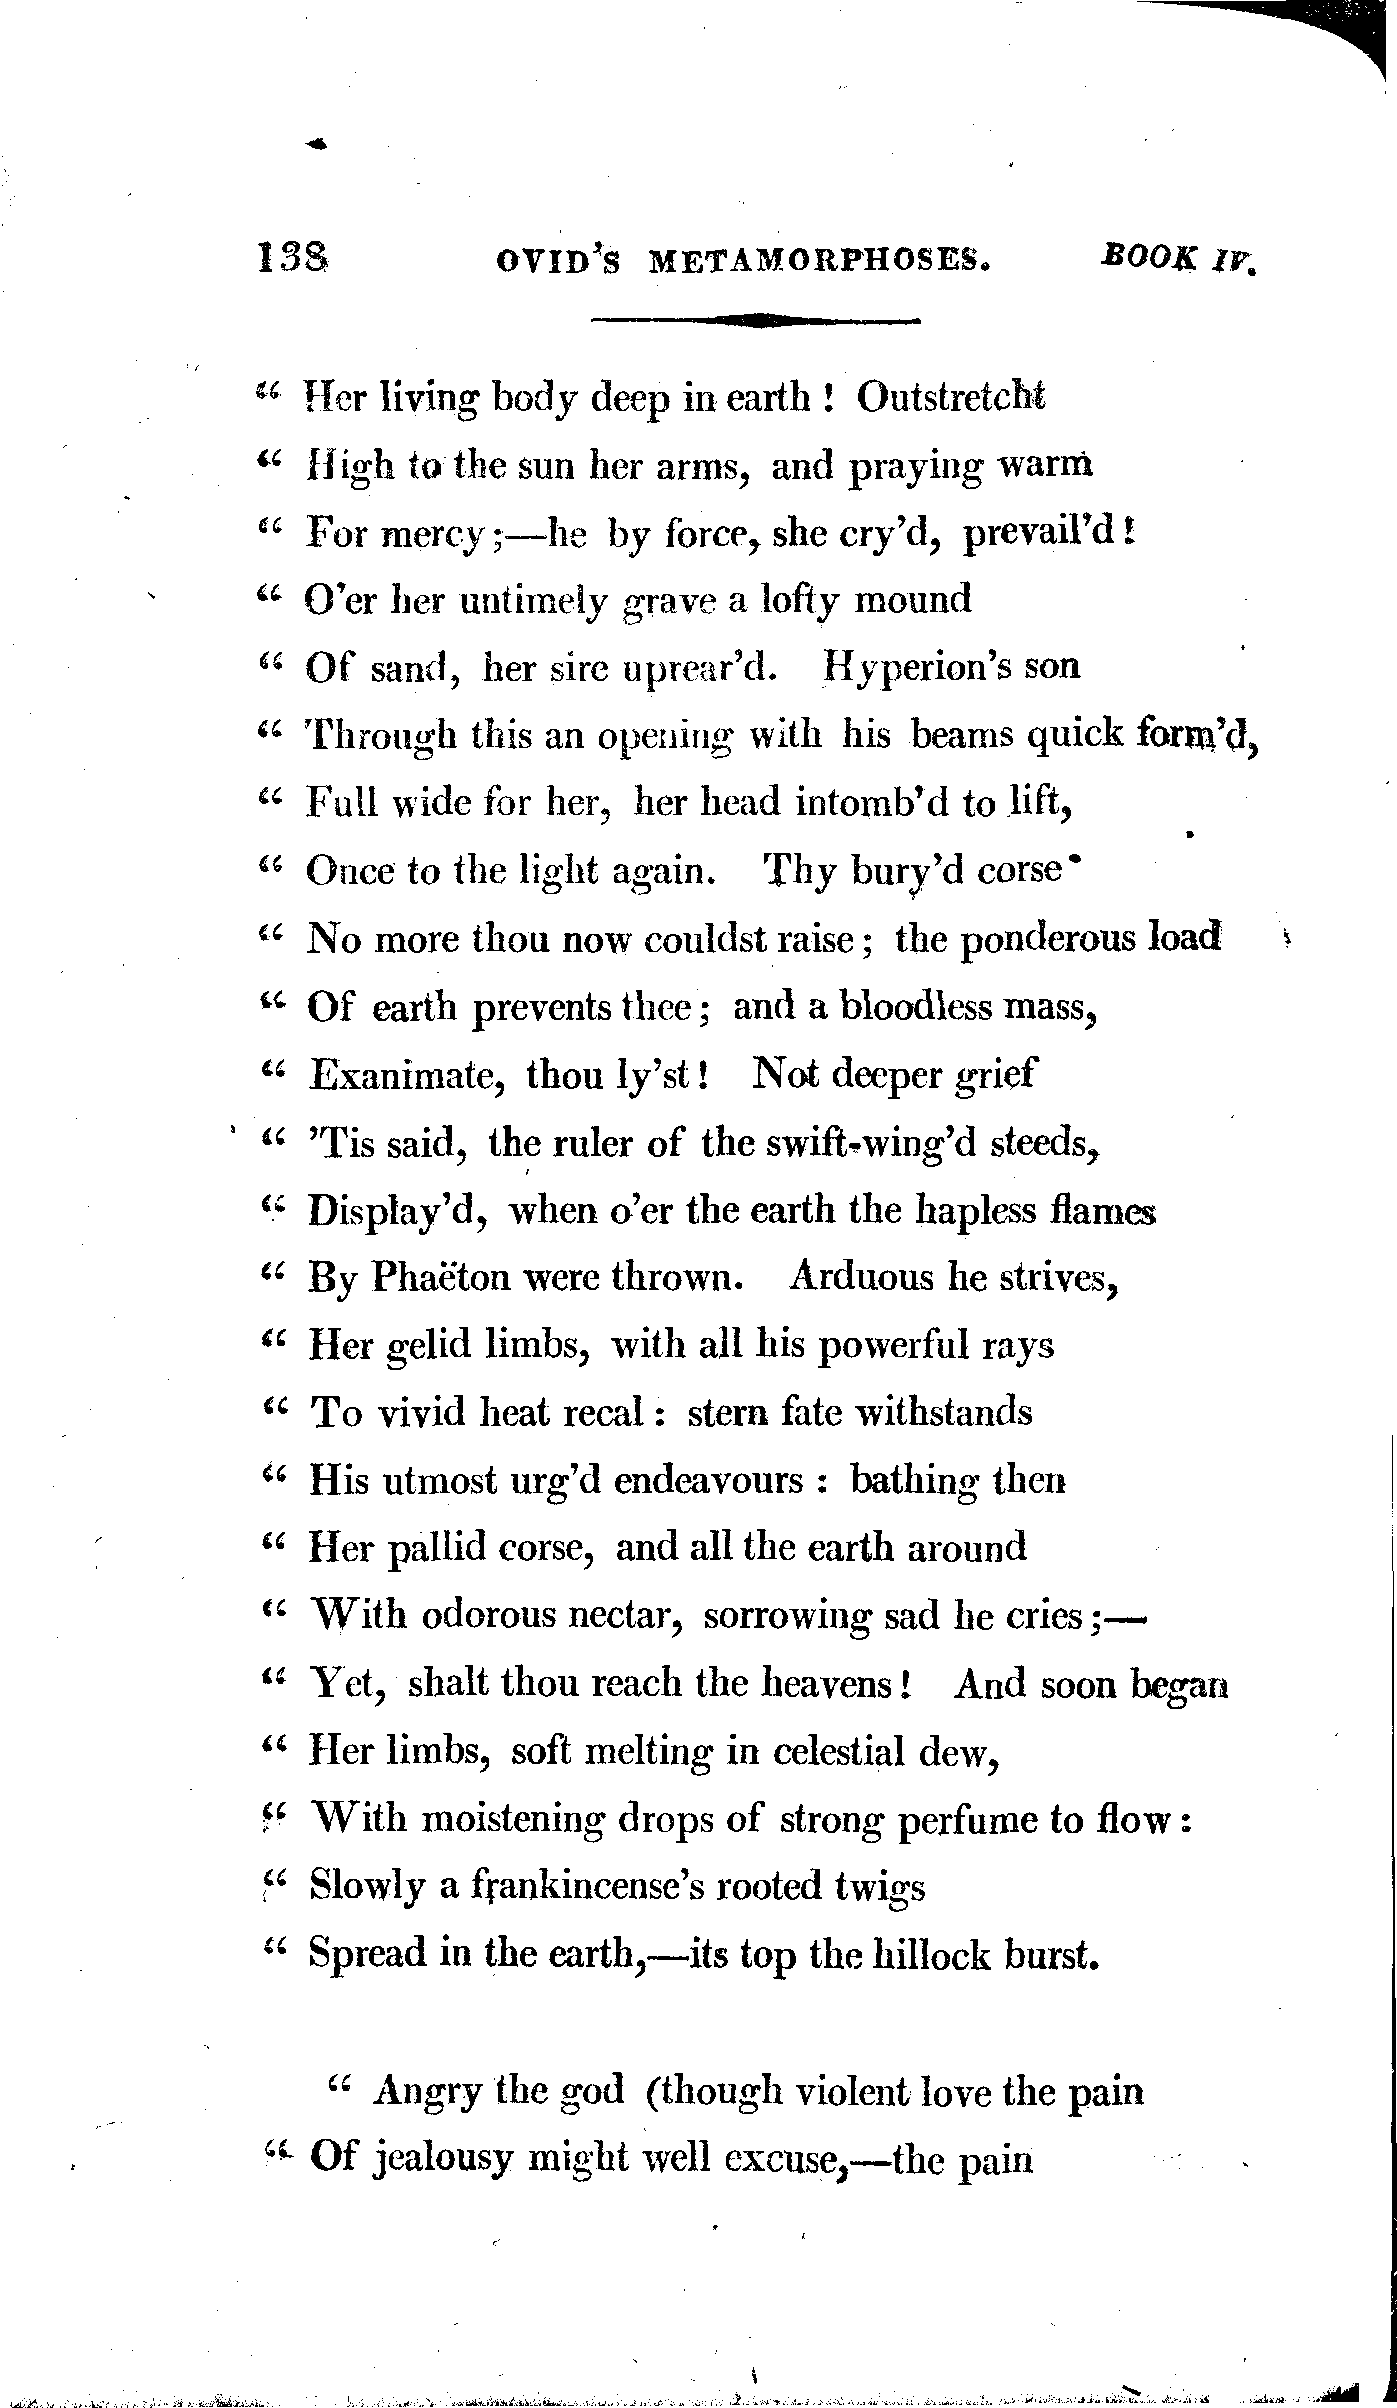 138 OVID'S METAMORPHOSES. BOOK IV.
“ Her living body deep in earth ! Outstretcht
“ High to the sun her arms, and praying warm
“ For mercy ;—he by force, she cry'd, prevail'd !
“ O'er her untimely grave a lofty mound
“ Of sand, her sire uprear'd. Hyperion's son
“ Through this an opening with his beams quick form'd,
“ Full wide for her, her head intomb'd to lift,
“ Once to the light again. Thy bury'd corse
“ No more thou now couldst raise ; the ponderous load
“ Of earth prevents thee ; and a bloodless mass,
“ Exanimate, thou ly'st ! Not deeper grief
“ 'Tis said, the ruler of the swift-wing'd steeds,
“ Display'd, when o'er the earth the hapless flames
“ By Phaëton were thrown. Arduous he strives,
“ Her gelid limbs, with all his powerful rays
“ To vivid heat recal : stern fate withstands
“ His utmost urg'd endeavours : bathing then
“ Her pallid corse, and all the earth around
“ With odorous nectar, sorrowing sad he cries ;—
“ Yet, shalt thou reach the heavens ! And soon began
“ Her limbs, soft melting in celestial dew,
“ With moistening drops of strong perfume to flow :
“ Slowly a frankincense's rooted twigs
“ Spread in the earth,—its top the hillock burst.
“ Angry the god (though violent love the pain
“ Of jealousy might well excuse,—the pain